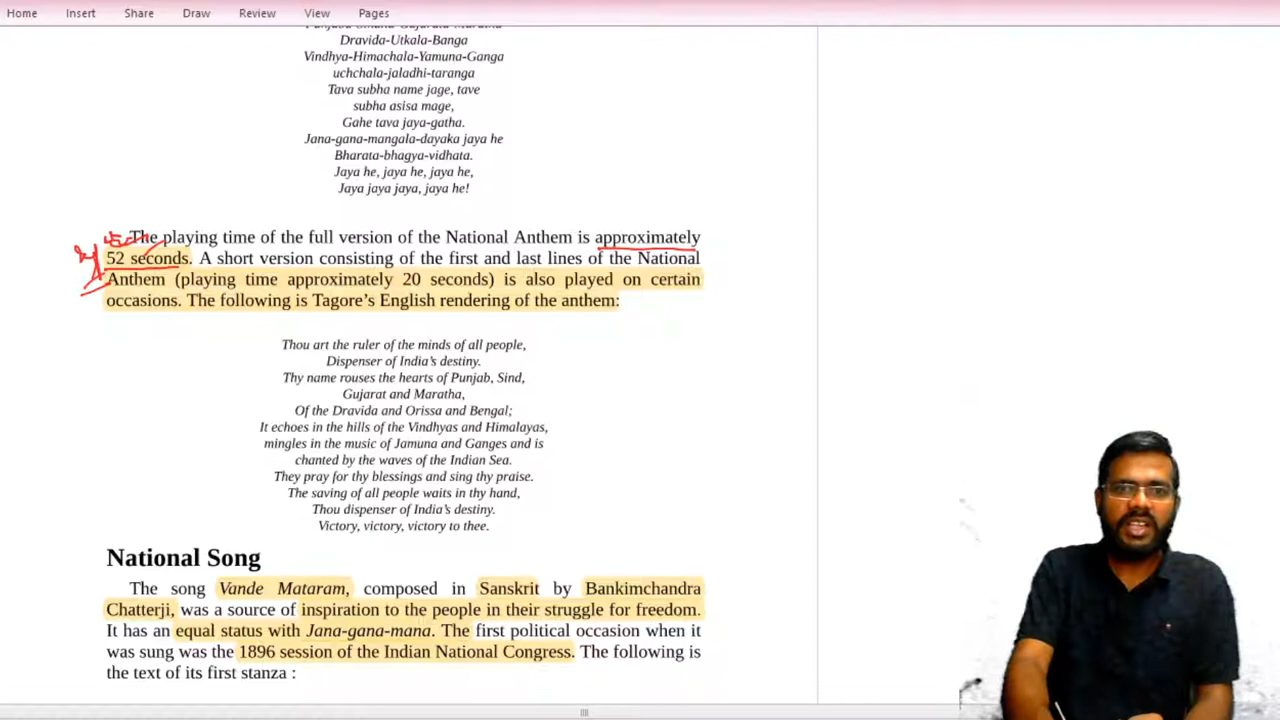 Home Insert Share Draw Review View Pages
Dravida-Utkala-Banga
Vindhya-Himachala-Yamuna-Ganga
uchchala-jaladhi-taranga
Tava subha name jage, tave
subha asisa mage,
Gahe tava jaya-gatha.
Jana-gana-mangala-dayaka jaya he
Bharata-bhagya-vidhata.
Jaya he, jaya he, jaya he,
Jaya jaya jaya, jaya he!
The playing time of the full version of the National Anthem is approximately
52 seconds. A short version consisting of the first and last lines of the National
Anthem (playing time approximately 20 seconds) is also played on certain
occasions. The following is Tagore's English rendering of the anthem:
Thou art the ruler of the minds of all people,
Dispenser of India's destiny.
Thy name rouses the hearts of Punjab, Sind,
Gujarat and Maratha,
Of the Dravida and Orissa and Bengal;
It echoes in the hills of the Vindhyas and Himalayas,
mingles in the music of Jamuna and Ganges and is
chanted by the waves of the Indian Sea.
They pray for thy blessings and sing thy praise.
The saving of all people waits in thy hand,
Thou dispenser of India's destiny.
Victory, victory, victory to thee.
National Song
The song Vande Mataram, composed in Sanskrit by Bankimchandra
Chatterji, was a source of inspiration to the people in their struggle for freedom.
It has an equal status with Jana-gana-mana. The first political occasion when it
was sung was the 1896 session of the Indian National Congress. The following is
the text of its first stanza :